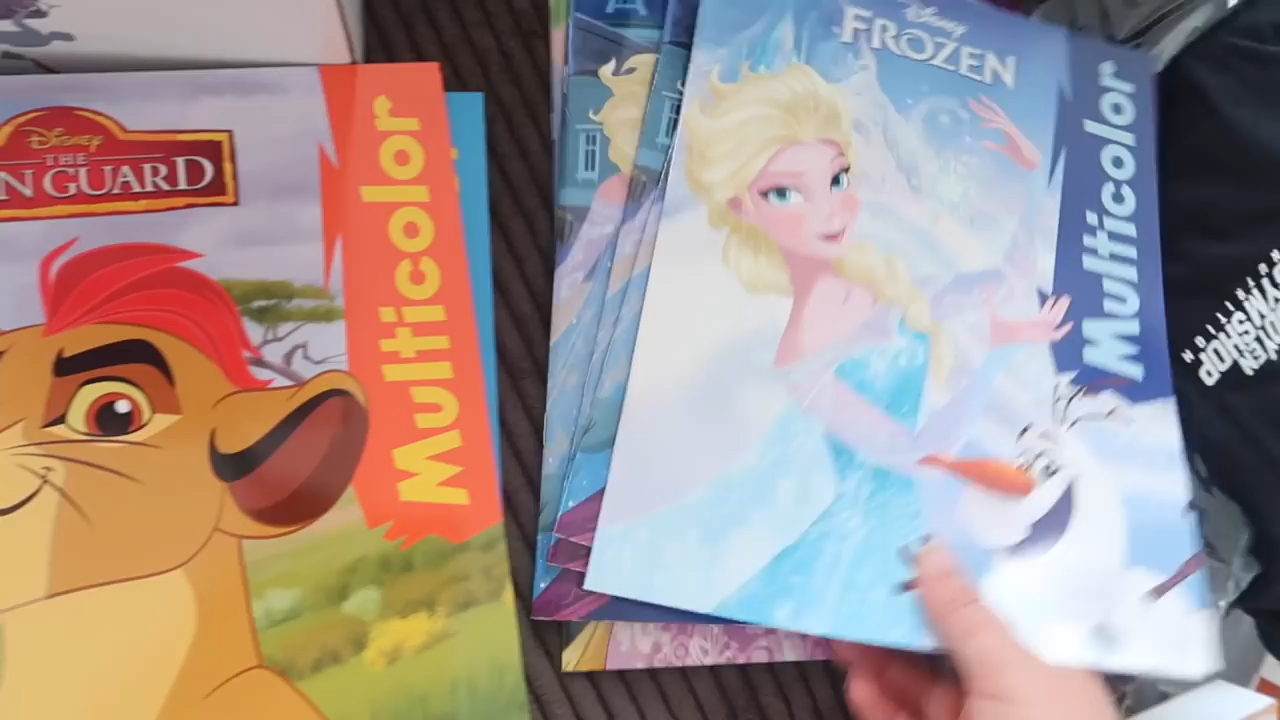 Disney
THE
N GUARD
Multicolor
Disney
FROZEN
Multicolor